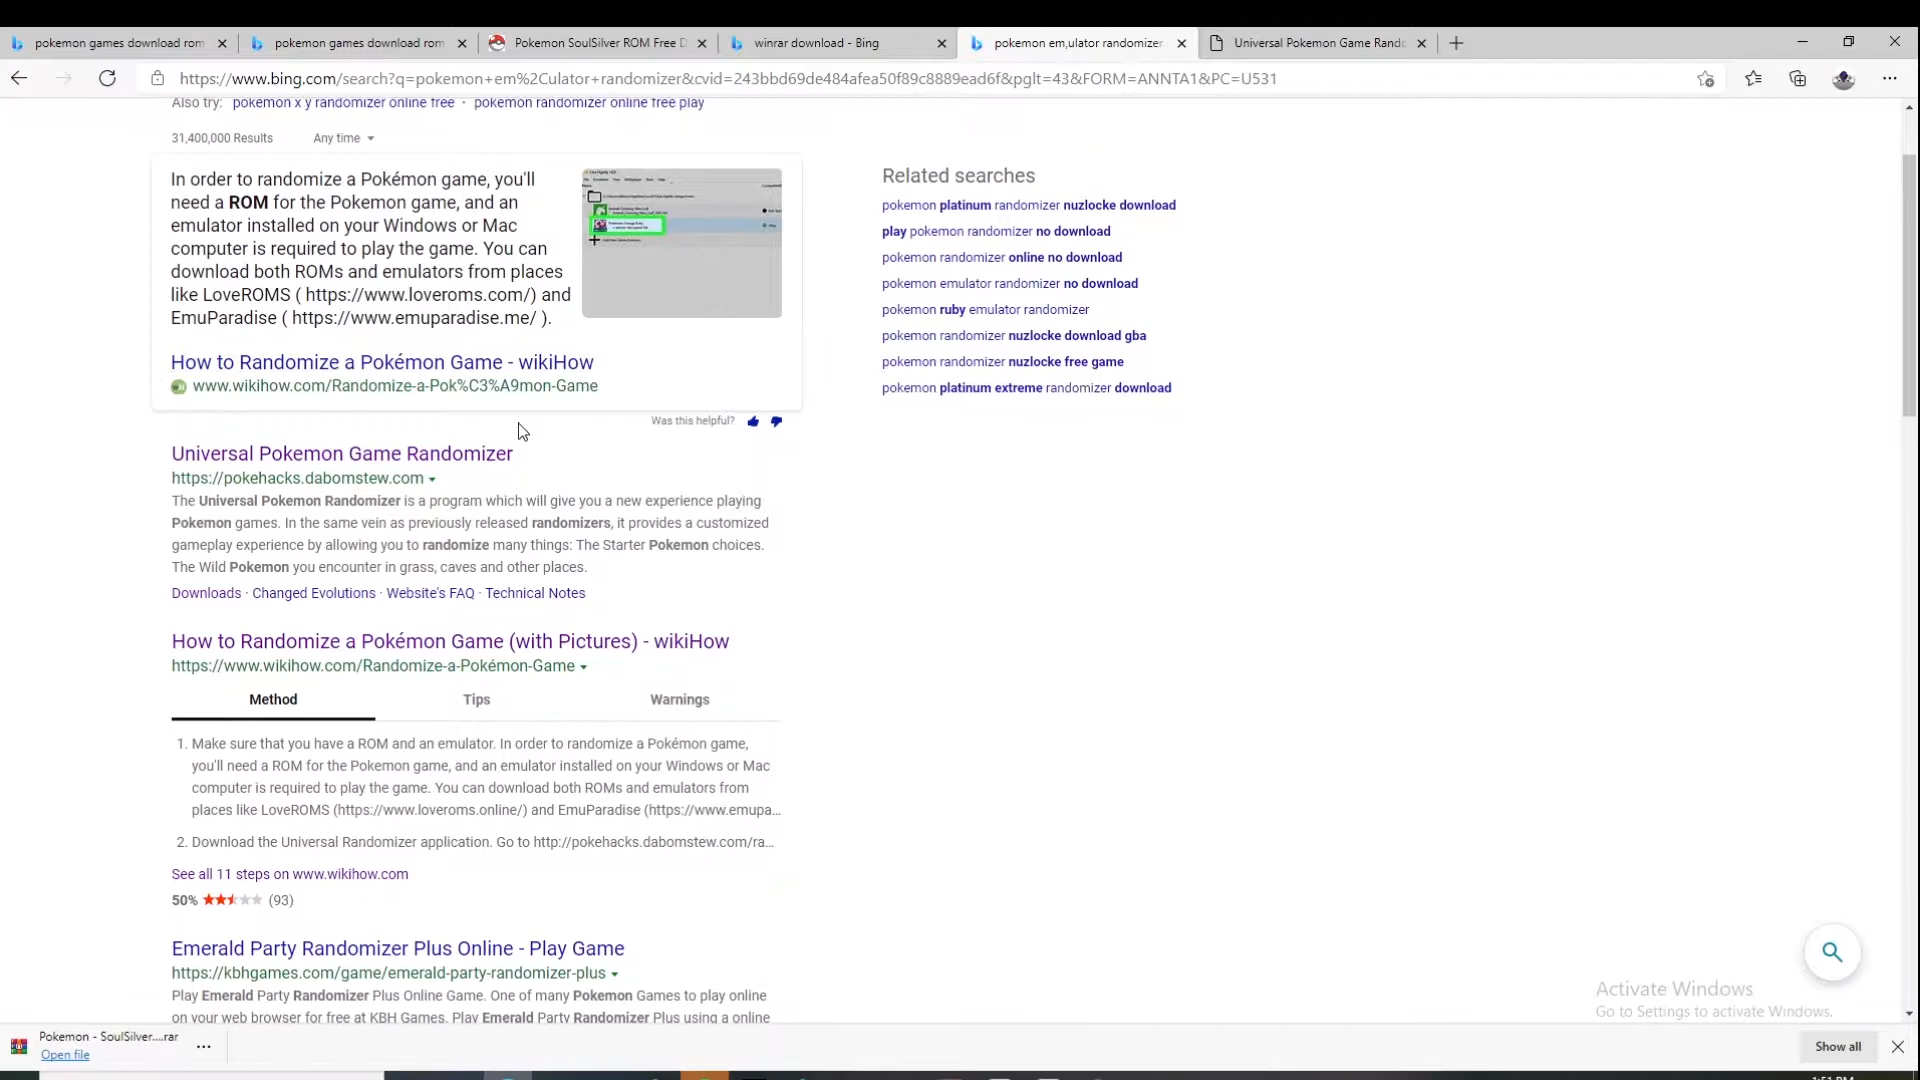 pokemon games download rom
pokemon games download rom
Pokemon SoulSilver ROM Free D
winrar download - Bing
pokemon em,ulator randomizer
Universal Pokemon Game Rando
https://www.bing.com/search?q=pokemon+em%2Culator+randomizer&cvid=243bbd69de484afea50f89c8889ead6f&pglt=43&FORM=ANNTA1&PC=U531
Also try: pokemon x y randomizer online free · pokemon randomizer online free play
31,400,000 Results Any time
In order to randomize a Pokémon game, you'll
need a ROM for the Pokemon game, and an
emulator installed on your Windows or Mac
computer is required to play the game. You can
download both ROMs and emulators from places
like LoveROMS ( https://www.loveroms.com/) and
EmuParadise ( https://www.emuparadise.me/ ).
How to Randomize a Pokémon Game - wikiHow
www.wikihow.com/Randomize-a-Pok%C3%A9mon-Game
Was this helpful?
Universal Pokemon Game Randomizer
https://pokehacks.dabomstew.com
The Universal Pokemon Randomizer is a program which will give you a new experience playing
Pokemon games. In the same vein as previously released randomizers, it provides a customized
gameplay experience by allowing you to randomize many things: The Starter Pokemon choices.
The Wild Pokemon you encounter in grass, caves and other places.
Downloads · Changed Evolutions · Website's FAQ · Technical Notes
How to Randomize a Pokémon Game (with Pictures) - wikiHow
https://www.wikihow.com/Randomize-a-Pokémon-Game
Method Tips Warnings
1. Make sure that you have a ROM and an emulator. In order to randomize a Pokémon game,
you'll need a ROM for the Pokemon game, and an emulator installed on your Windows or Mac
computer is required to play the game. You can download both ROMs and emulators from
places like LoveROMS (https://www.loveroms.online/) and EmuParadise (https://www.emupa...
2. Download the Universal Randomizer application. Go to http://pokehacks.dabomstew.com/ra...
See all 11 steps on www.wikihow.com
50% (93)
Emerald Party Randomizer Plus Online - Play Game
https://kbhgames.com/game/emerald-party-randomizer-plus
Play Emerald Party Randomizer Plus Online Game. One of many Pokemon Games to play online
on your web browser for free at KBH Games. Play Emerald Party Randomizer Plus using a online
Related searches
pokemon platinum randomizer nuzlocke download
play pokemon randomizer no download
pokemon randomizer online no download
pokemon emulator randomizer no download
pokemon ruby emulator randomizer
pokemon randomizer nuzlocke download gba
pokemon randomizer nuzlocke free game
pokemon platinum extreme randomizer download
Activate Windows
Go to Settings to activate Windows.
Pokemon - SoulSilver....rar
Open file
Show all